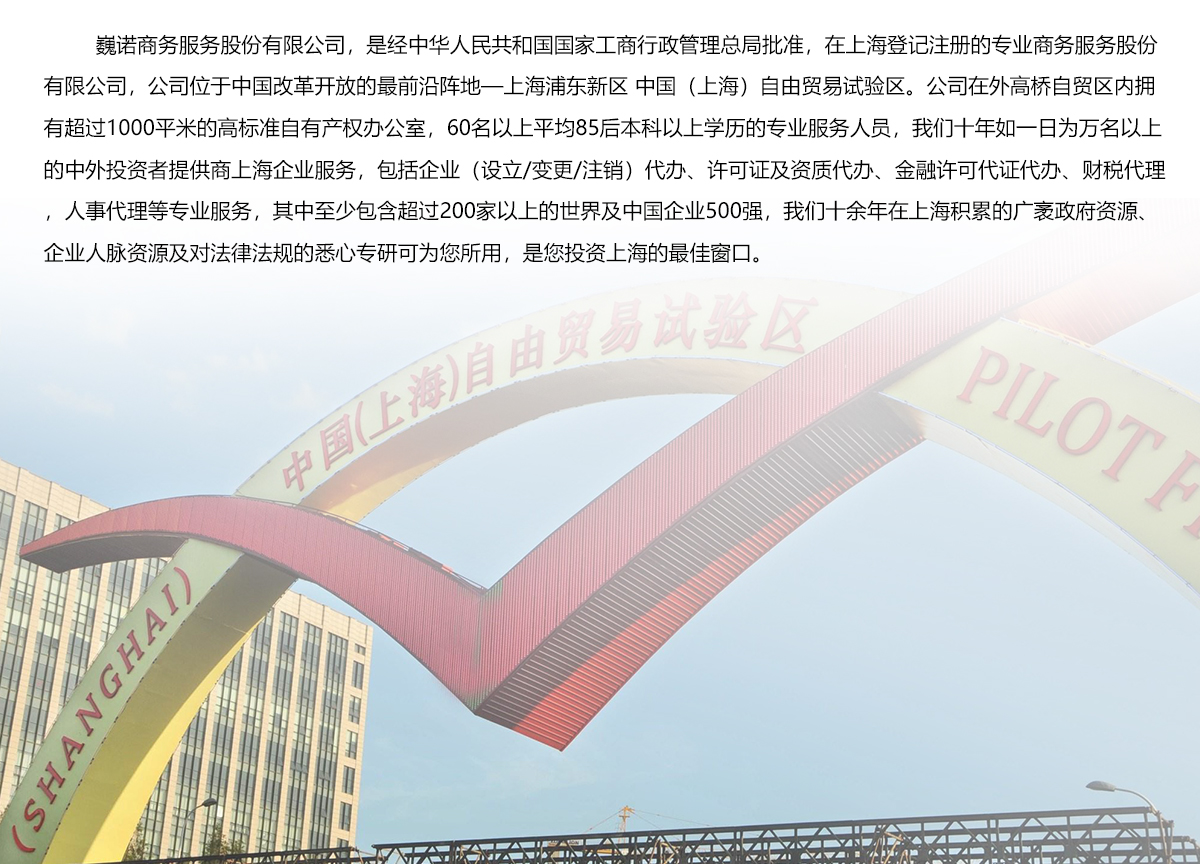 巍诺商务服务股份有限公司，是经中华人民共和国国家工商行政管理总局批准，在上海登记注册的专业商务服务股份
有限公司，公司位于中国改革开放的最前沿阵地—上海浦东新区 中国（上海）自由贸易试验区。公司在外高桥自贸区内拥
有超过1000平米的高标准自有产权办公室，60名以上平均85后本科以上学历的专业服务人员，我们十年如一日为万名以上
的中外投资者提供商上海企业服务，包括企业（设立/变更/注销）代办、许可证及资质代办、金融许可代证代办、财税代理
，人事代理等专业服务，其中至少包含超过200家以上的世界及中国企业500强，我们十余年在上海积累的广袤政府资源、
企业人脉资源及对法律法规的悉心专研可为您所用，是您投资上海的最佳窗口。
中国(上海)自由贸易试验区
PILOT F
(SHANGHAI)